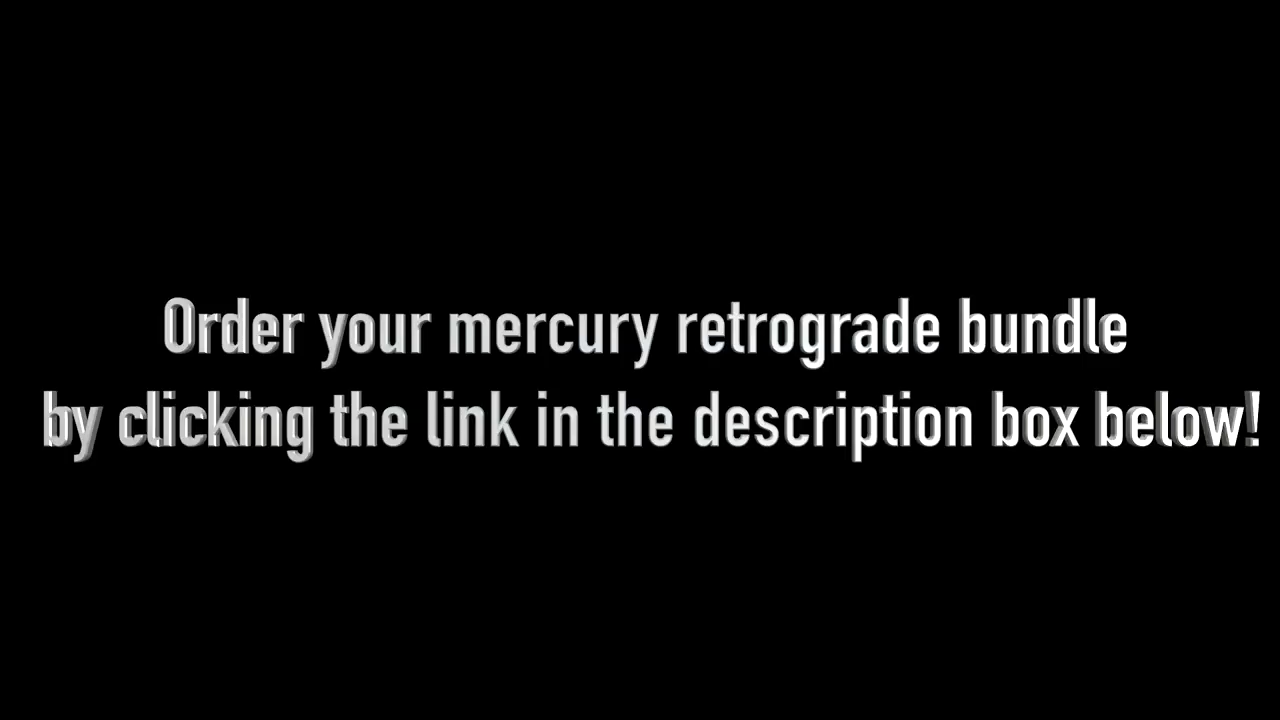 Order your mercury retrograde bundle
by clicking the link in the description box below!